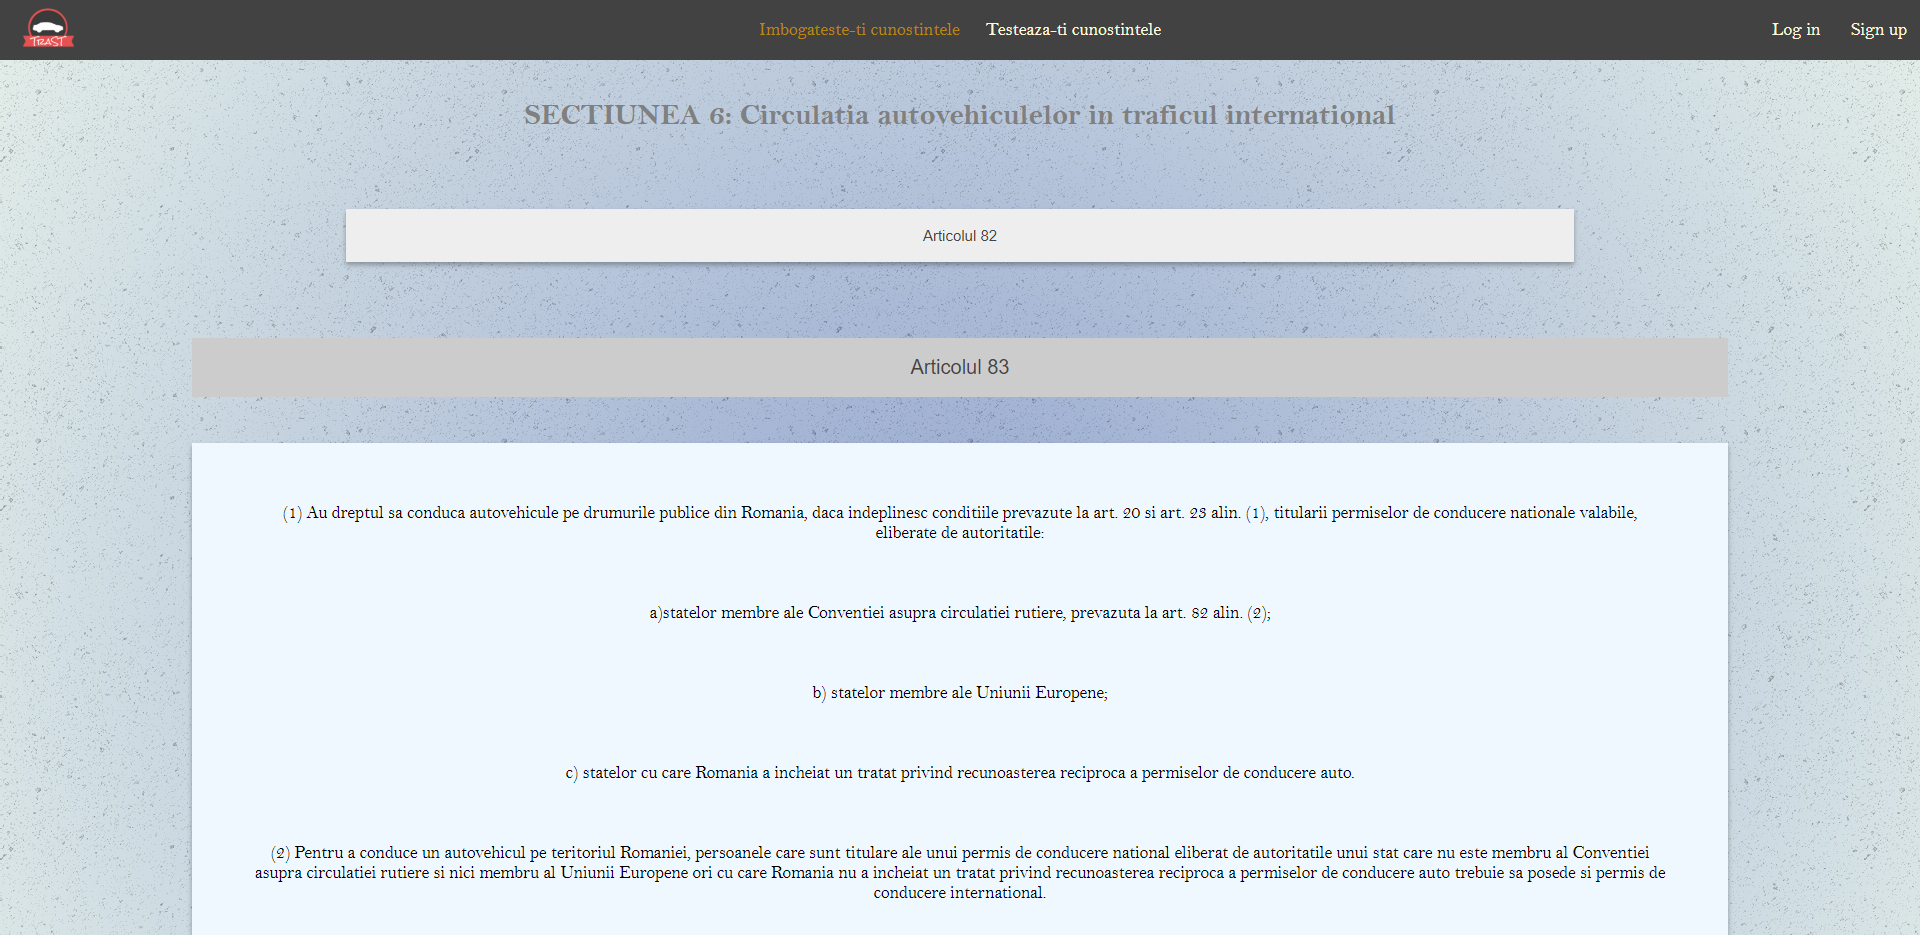 TRAST
Imbogateste-ti cunostintele
Testeaza-ti cunostintele
Log in
Sign up
SECTIUNEA 6: Circulatia autovehiculelor in traficul international
Articolul 82
Articolul 83
(1) Au dreptul sa conduca autovehicule pe drumurile publice din Romania, daca indeplinesc conditiile prevazute la art. 20 si art. 23 alin. (1), titularii permiselor de conducere nationale valabile,
eliberate de autoritatile:
a)statelor membre ale Conventiei asupra circulatiei rutiere, prevazuta la art. 82 alin. (2);
b) statelor membre ale Uniunii Europene;
c) statelor cu care Romania a incheiat un tratat privind recunoasterea reciproca a permiselor de conducere auto.
(2) Pentru a conduce un autovehicul pe teritoriul Romaniei, persoanele care sunt titulare ale unui permis de conducere national eliberat de autoritatile unui stat care nu este membru al Conventiei
asupra circulatiei rutiere si nici membru al Uniunii Europene ori cu care Romania nu a incheiat un tratat privind recunoasterea reciproca a permiselor de conducere auto trebuie sa posede si permis de
conducere international.